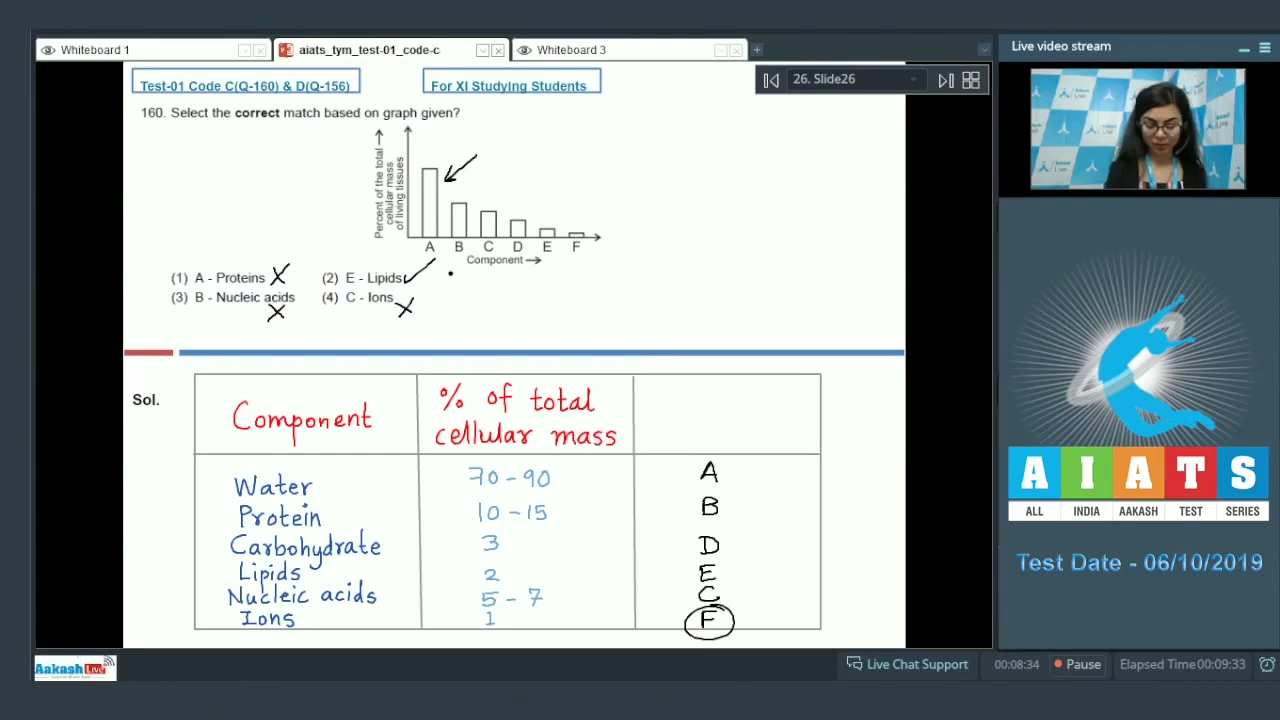 Whiteboard 1
aiats_tym_test-01_code-c
Whiteboard 3
Live video stream
Test-01 Code C(Q-160) & D(Q-156)
For XI Studying Students
26. Slide26
160. Select the correct match based on graph given?
Percent of the total
cellular mass
of living tissues
A B C D E F
Component
(1) A - Proteins (2) E - Lipids
(3) B - Nucleic acids (4) C - Ions
Sol.
Component % of total cellular mass
Water 70 - 90 A
Protein 10 - 15 B
Carbohydrate 3 D
Lipids 2 E
Nucleic acids 5 - 7 C
Ions 1 F
A I A T S
ALL INDIA AAKASH TEST SERIES
Test Date - 06/10/2019
Aakash Live
Live Chat Support
00:08:34
Pause
Elapsed Time 00:09:33